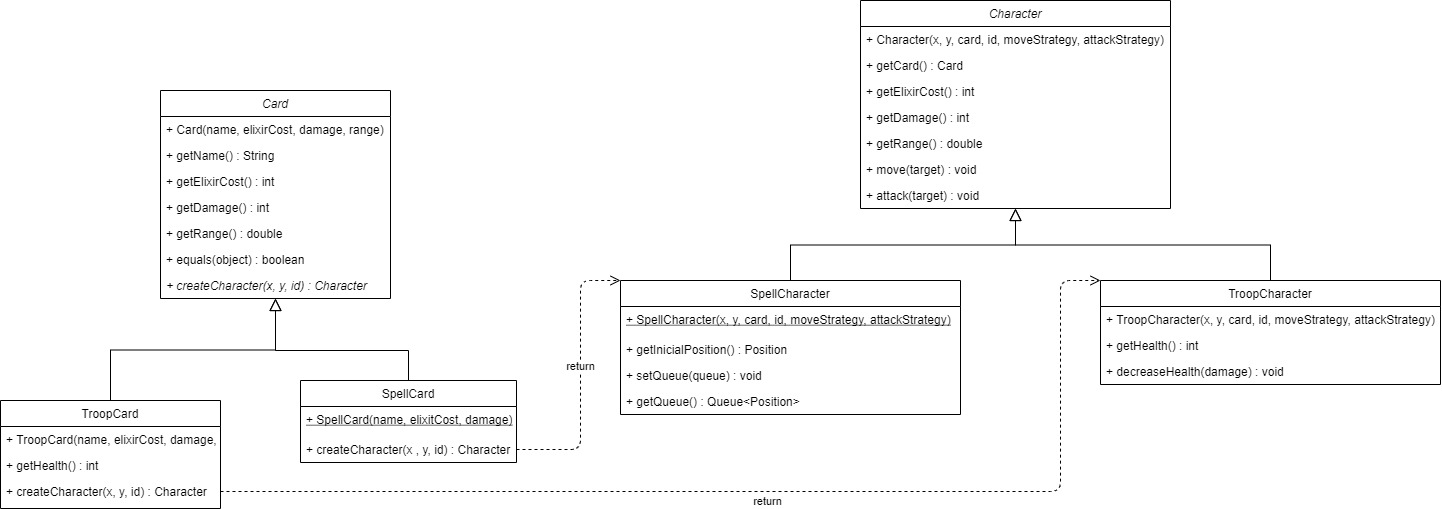 Character
+ Character(x, y, card, id, moveStrategy, attackStrategy)
+ getCard() : Card
+ getElixirCost() : int
+ getDamage() : int
+ getRange() : double
+ move(target) : void
+ attack(target) : void
Card
+ Card(name, elixirCost, damage, range)
+ getName() : String
+ getElixirCost() : int
+ getDamage() : int
+ getRange() : double
+ equals(object) : boolean
+ createCharacter(x, y, id) : Character
SpellCharacter
+ SpellCharacter(x, y, card, id, moveStrategy, attackStrategy)
+ getInicialPosition() : Position
+ setQueue(queue) : void
+ getQueue() : Queue<Position>
TroopCharacter
+ TroopCharacter(x, y, card, id, moveStrategy, attackStrategy)
+ getHealth() : int
+ decreaseHealth(damage) : void
return
SpellCard
+ SpellCard(name, elixitCost, damage)
+ createCharacter(x , y, id) : Character
TroopCard
+ TroopCard(name, elixirCost, damage,
+ getHealth() : int
+ createCharacter(x, y, id) : Character
return